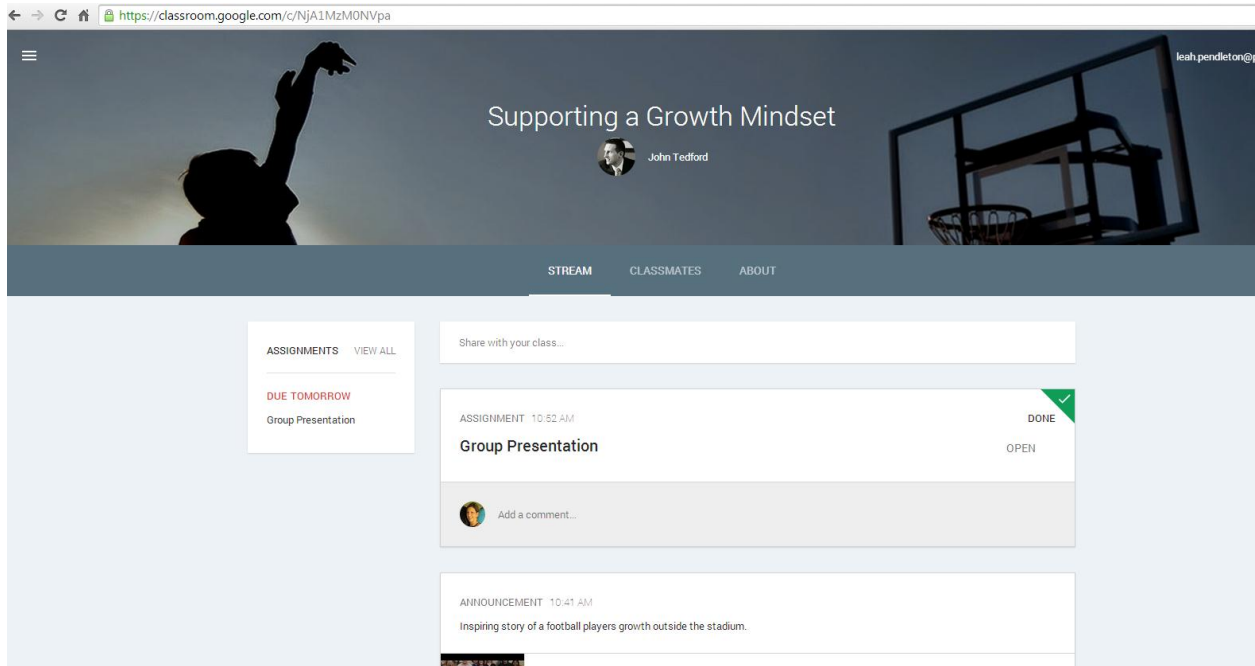 https://classroom.google.com/c/NjA1MzM0NVpa
leah.pendleton@p
Supporting a Growth Mindset
John Tedford
STREAM CLASSMATES ABOUT
ASSIGNMENTS VIEW ALL
DUE TOMORROW
Group Presentation
Share with your class...
ASSIGNMENT 10:52 AM
DONE
Group Presentation
OPEN
Add a comment...
ANNOUNCEMENT 10:41 AM
Inspiring story of a football players growth outside the stadium.